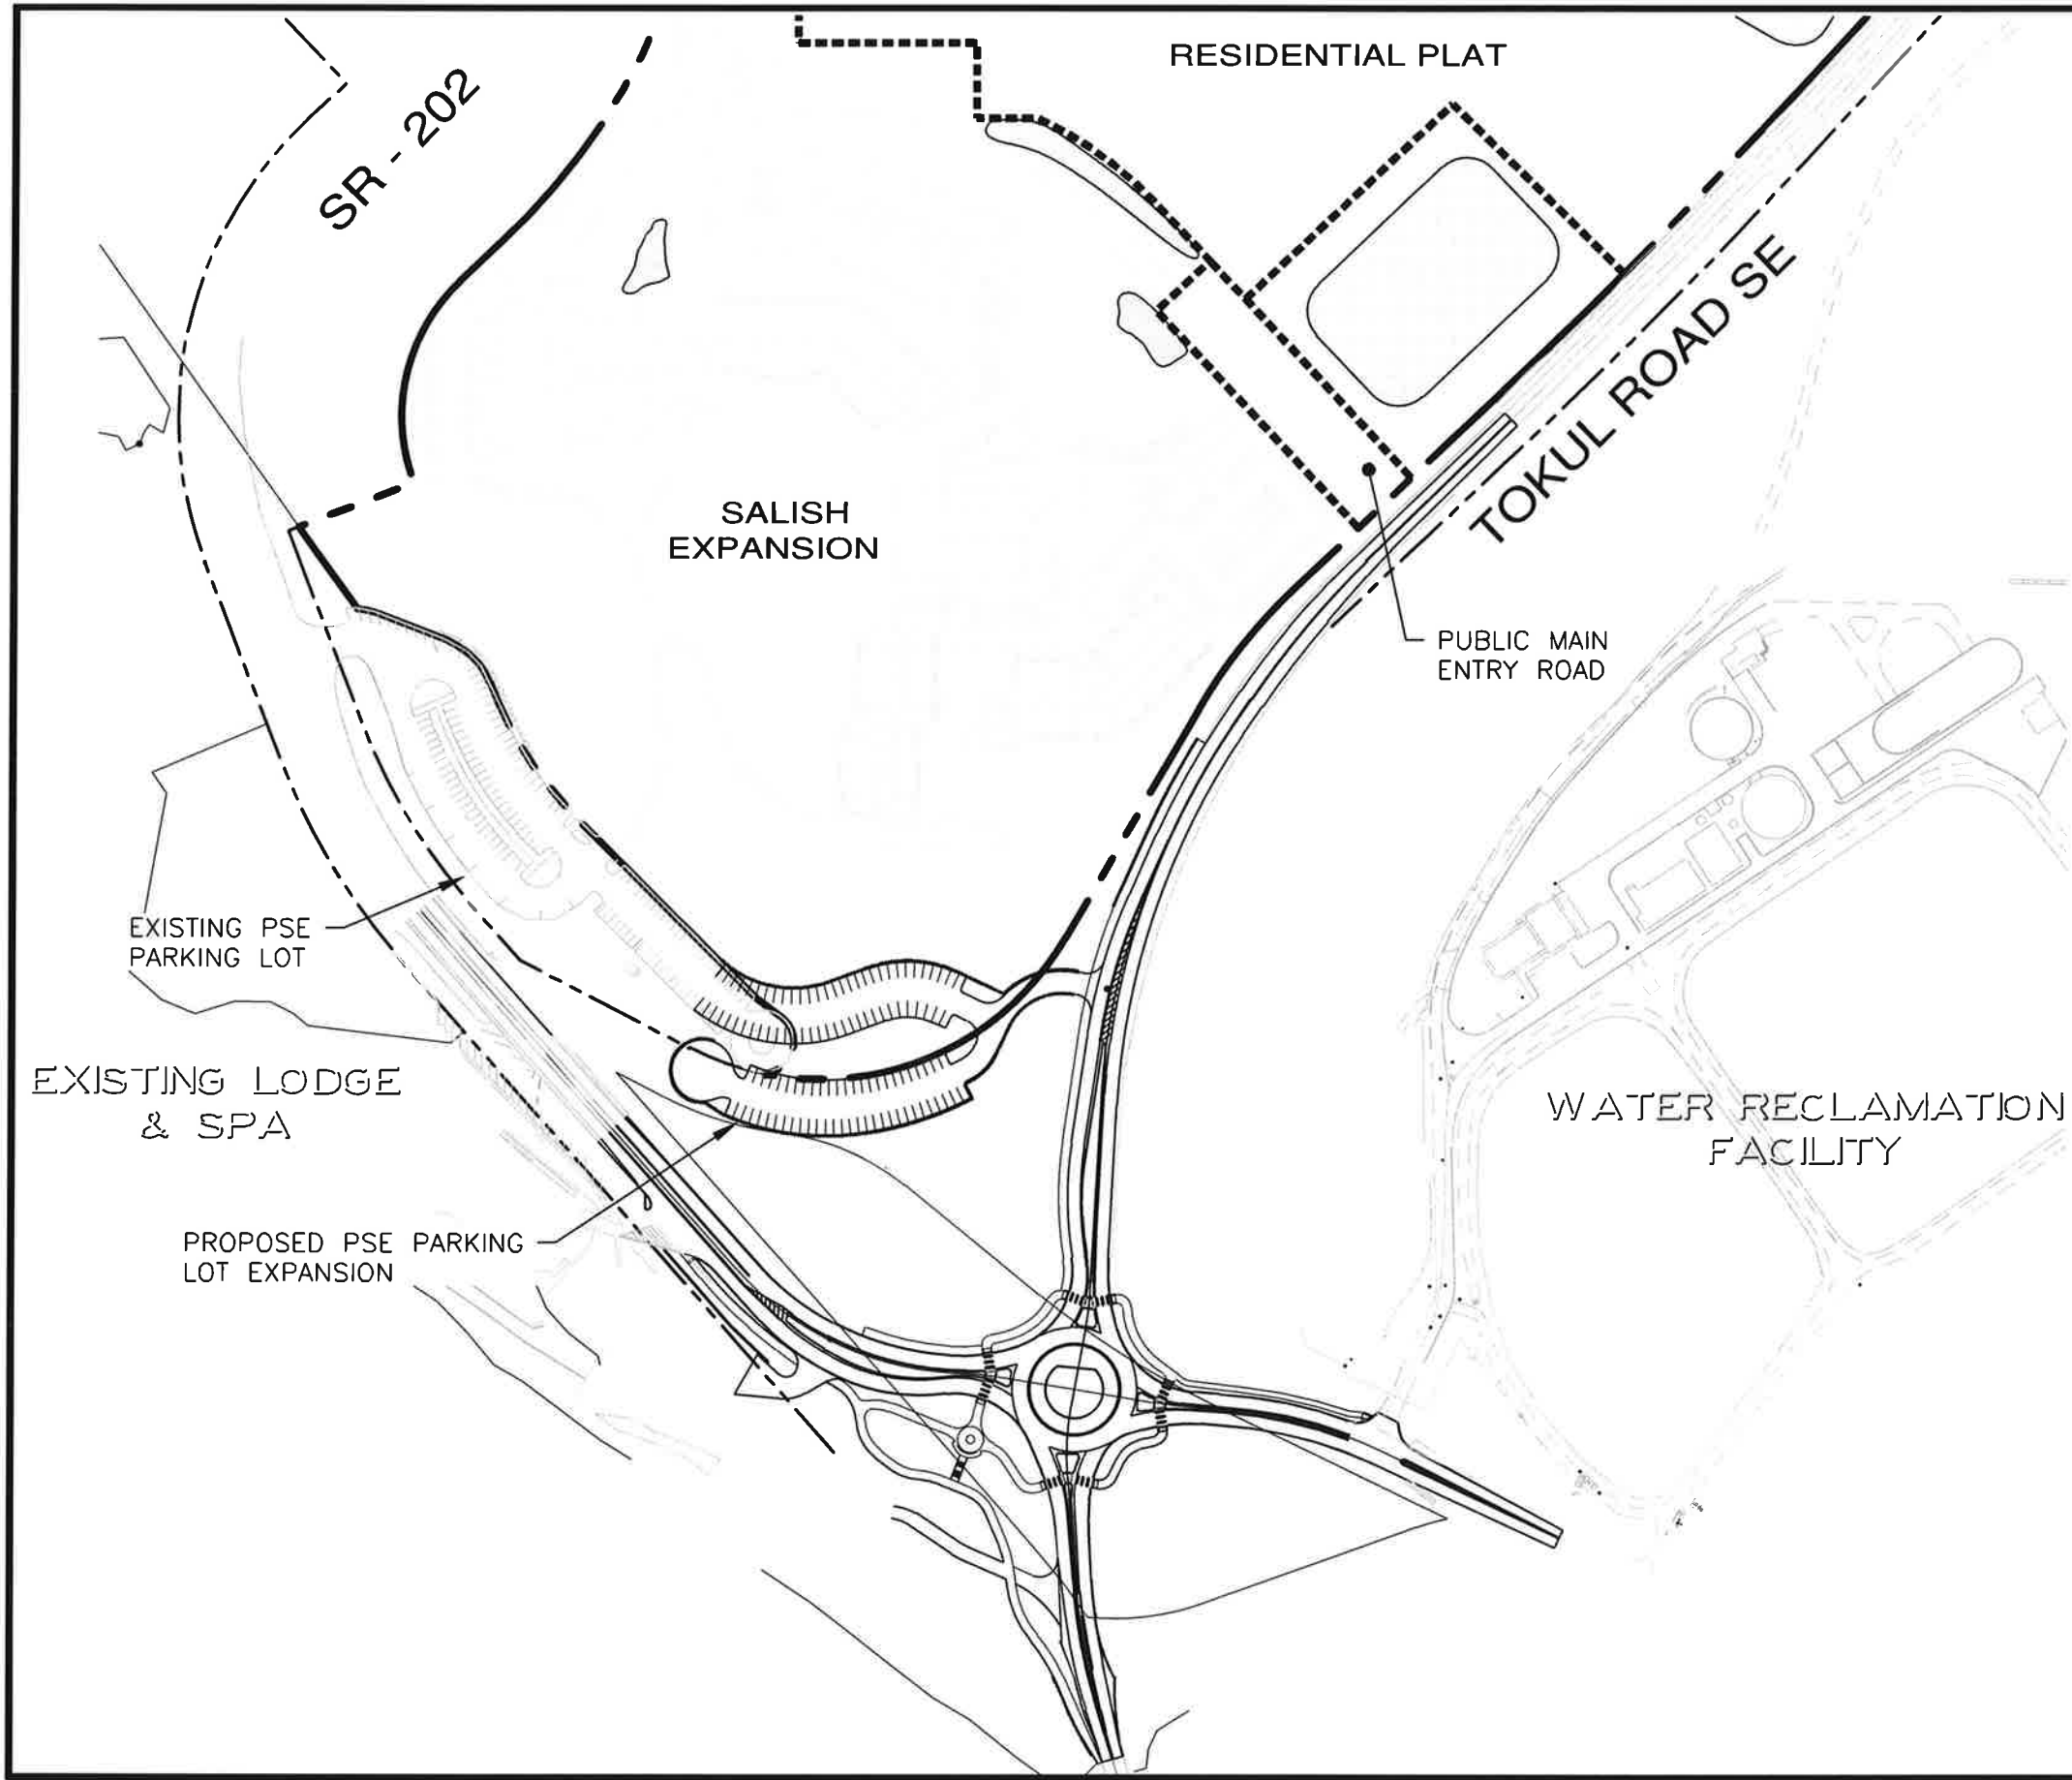 RESIDENTIAL PLAT
SR - 202
TOKUL ROAD SE
SALISH
EXPANSION
PUBLIC MAIN
ENTRY ROAD
EXISTING PSE
PARKING LOT
EXISTING LODGE
& SPA
WATER RECLAMATION
FACILITY
PROPOSED PSE PARKING
LOT EXPANSION